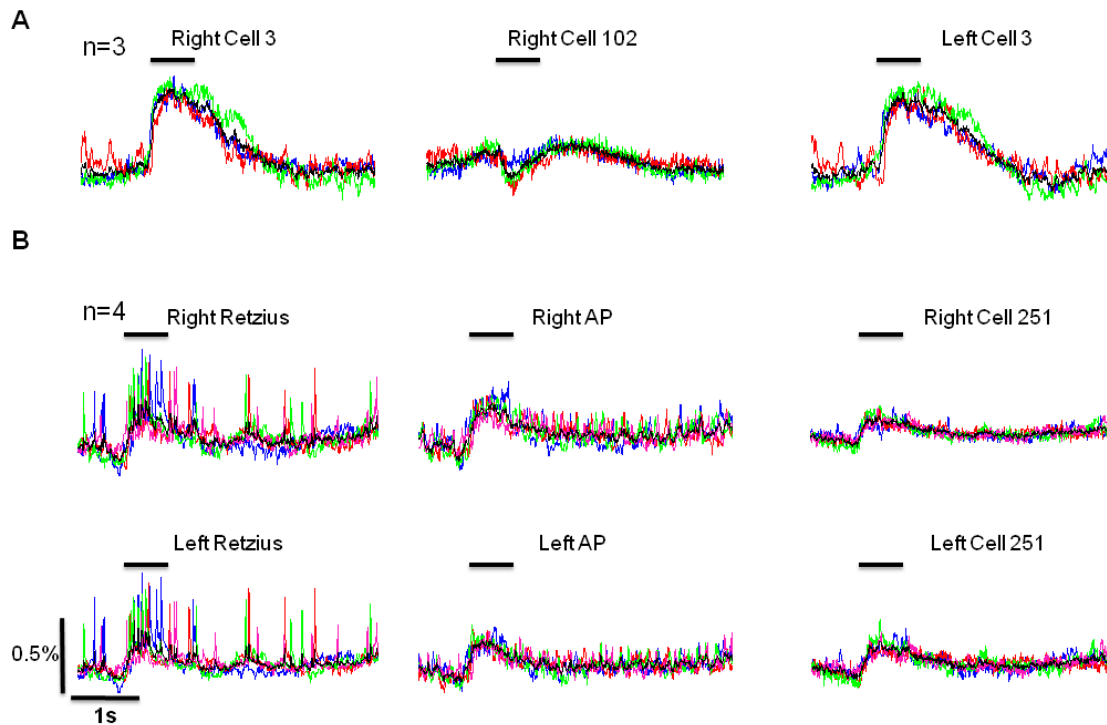 A
n=3
Right Cell 3
Right Cell 102
Left Cell 3
B
n=4
Right Retzius
Right AP
Right Cell 251
Left Retzius
Left AP
Left Cell 251
0.5%
1s